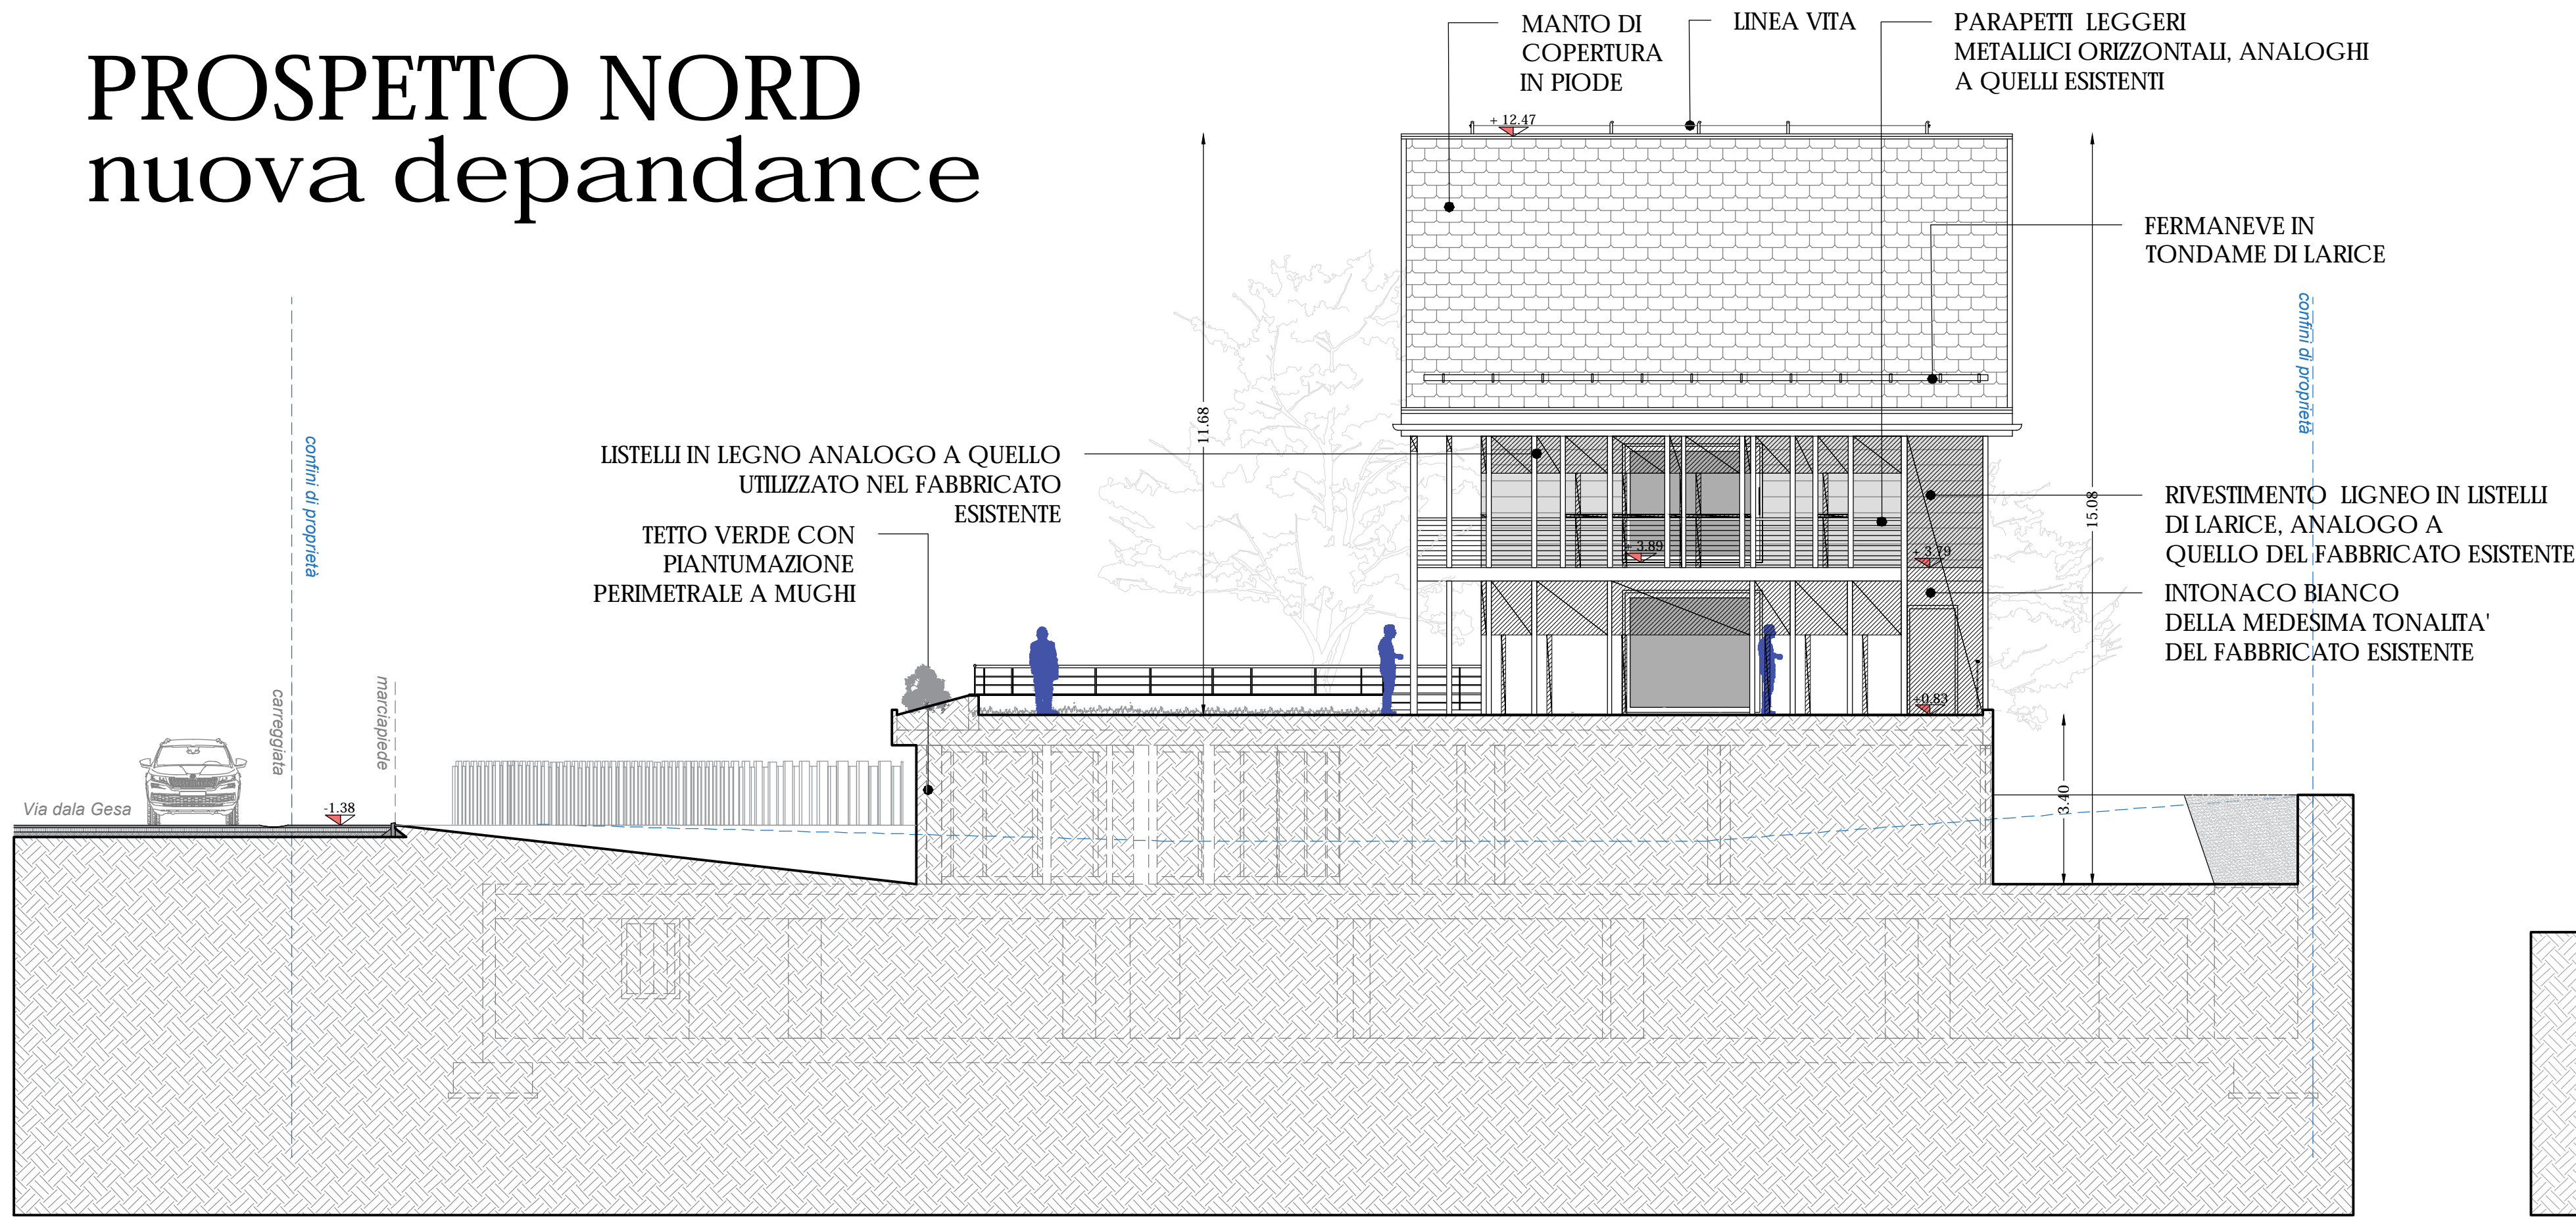 PROSPETTO NORD
nuova depandance
MANTO DI
COPERTURA
IN PIODE
LINEA VITA
PARAPETTI LEGGERI
METALLICI ORIZZONTALI, ANALOGHI
A QUELLI ESISTENTI
+ 12.47
FERMANEVE IN
TONDAME DI LARICE
confini di proprietà
11.68
LISTELLI IN LEGNO ANALOGO A QUELLO
UTILIZZATO NEL FABBRICATO
ESISTENTE
TETTO VERDE CON
PIANTUMAZIONE
PERIMETRALE A MUGHI
confini di proprietà
15.08
RIVESTIMENTO LIGNEO IN LISTELLI
DI LARICE, ANALOGO A
QUELLO DEL FABBRICATO ESISTENTE
+ 3.89
+ 3.79
INTONACO BIANCO
DELLA MEDESIMA TONALITA'
DEL FABBRICATO ESISTENTE
+0.83
carreggiata
marciapiede
Via dala Gesa
-1.38
3.40